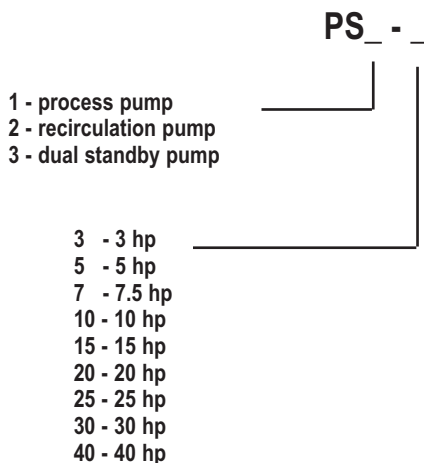 PS_ - _
1 - process pump
2 - recirculation pump
3 - dual standby pump
3 - 3 hp
5 - 5 hp
7 - 7.5 hp
10 - 10 hp
15 - 15 hp
20 - 20 hp
25 - 25 hp
30 - 30 hp
40 - 40 hp